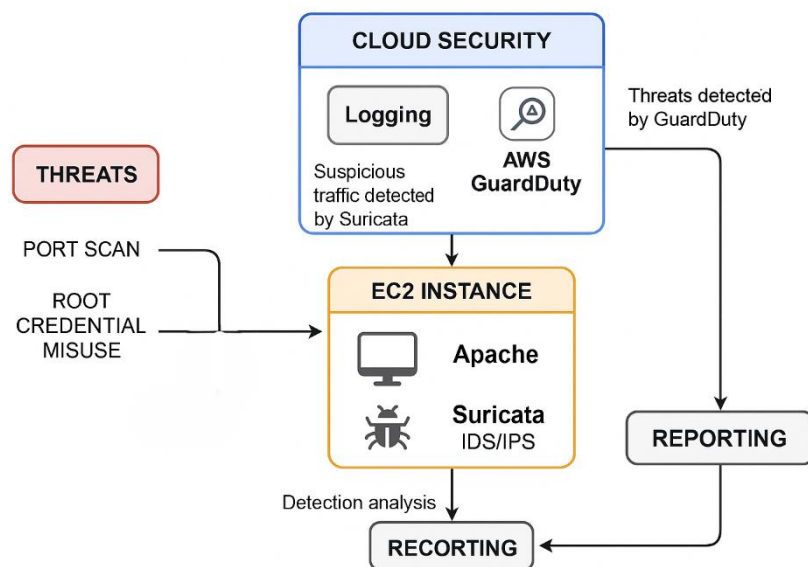 CLOUD SECURITY
Logging
AWS
GuardDuty
Suspicious
traffic detected
by Suricata
Threats detected
by GuardDuty
THREATS
PORT SCAN
ROOT
CREDENTIAL
MISUSE
EC2 INSTANCE
Apache
Suricata
IDS/IPS
REPORTING
Detection analysis
RECORTING